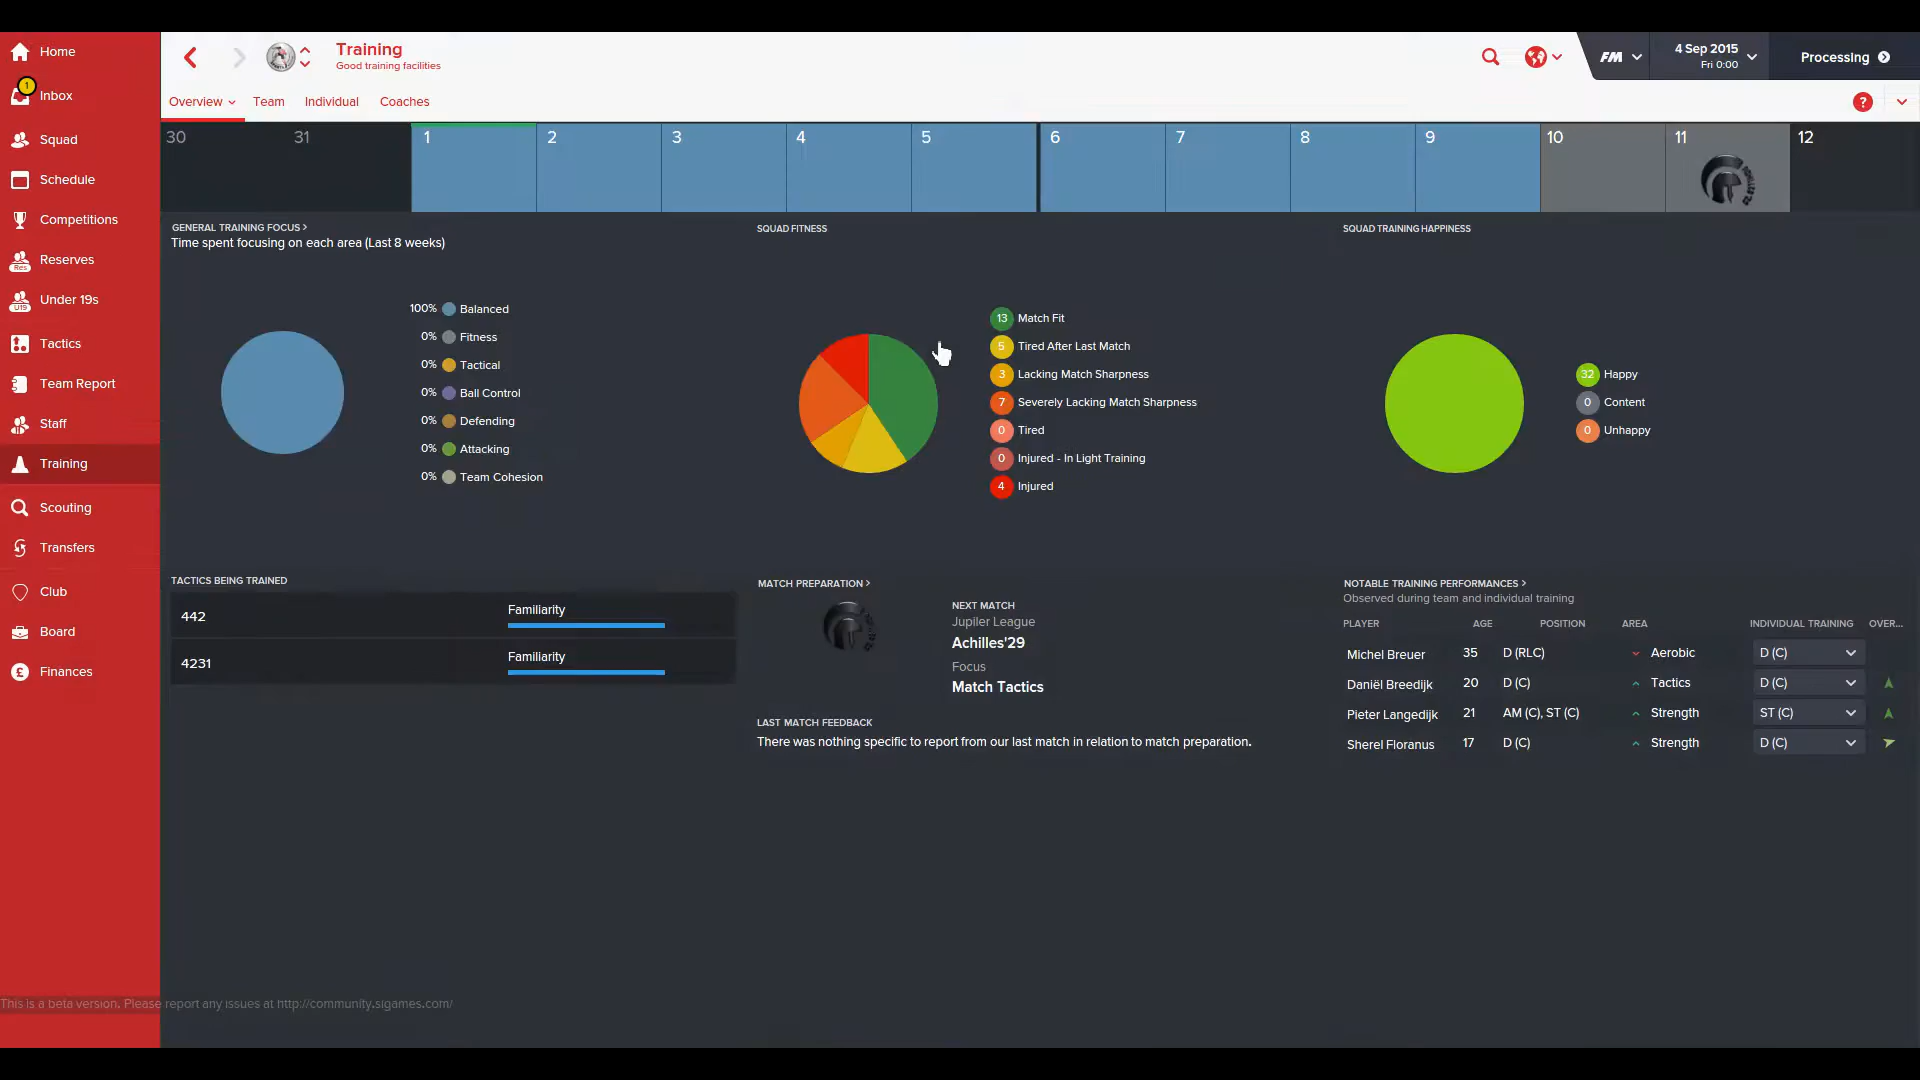 Home
1
Inbox
Squad
Schedule
Competitions
Res
Reserves
U19
Under 19s
Tactics
Team Report
Staff
Training
Scouting
Transfers
Club
Board
£ Finances
Training
Good training facilities
FM
4 Sep 2015
Fri 0:00
Processing
Overview
Team
Individual
Coaches
?
30 31 1 2 3 4 5 6 7 8 9 10 11 12
GENERAL TRAINING FOCUS >
Time spent focusing on each area (Last 8 weeks)
100% Balanced
0% Fitness
0% Tactical
0% Ball Control
0% Defending
0% Attacking
0% Team Cohesion
SQUAD FITNESS
13 Match Fit
5 Tired After Last Match
3 Lacking Match Sharpness
7 Severely Lacking Match Sharpness
0 Tired
0 Injured - In Light Training
4 Injured
SQUAD TRAINING HAPPINESS
32 Happy
0 Content
0 Unhappy
TACTICS BEING TRAINED
442 Familiarity
4231 Familiarity
MATCH PREPARATION >
NEXT MATCH
Jupiler League
Achilles'29
Focus
Match Tactics
LAST MATCH FEEDBACK
There was nothing specific to report from our last match in relation to match preparation.
NOTABLE TRAINING PERFORMANCES >
Observed during team and individual training
PLAYER AGE POSITION AREA INDIVIDUAL TRAINING OVER...
Michel Breuer 35 D (RLC) Aerobic D (C)
Daniël Breedijk 20 D (C) Tactics D (C)
Pieter Langedijk 21 AM (C), ST (C) Strength ST (C)
Sherel Floranus 17 D (C) Strength D (C)
This is a beta version. Please report any issues at http://community.sigames.com/